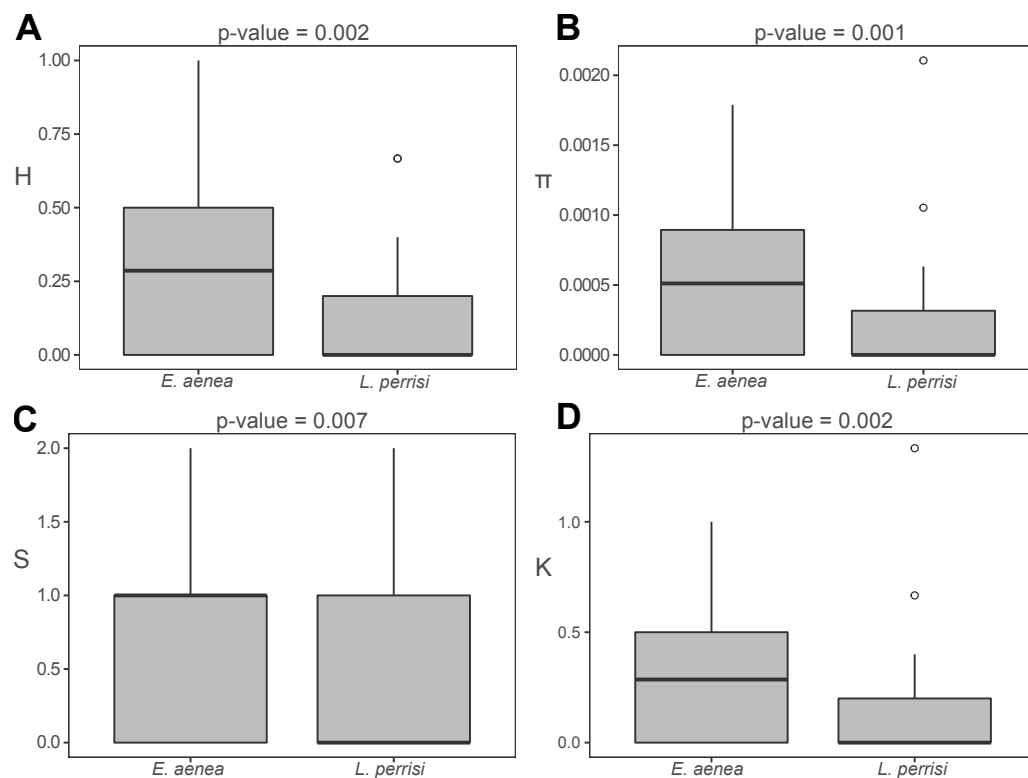 A
p-value = 0.002
1.00
0.75
H
0.50
0.25
0.00
E. aenea
L. perrisi
B
p-value = 0.001
0.0020
0.0015
π
0.0010
0.0005
0.0000
E. aenea
L. perrisi
C
p-value = 0.007
2.0
1.5
S
1.0
0.5
0.0
E. aenea
L. perrisi
D
p-value = 0.002
1.0
K
0.5
0.0
E. aenea
L. perrisi